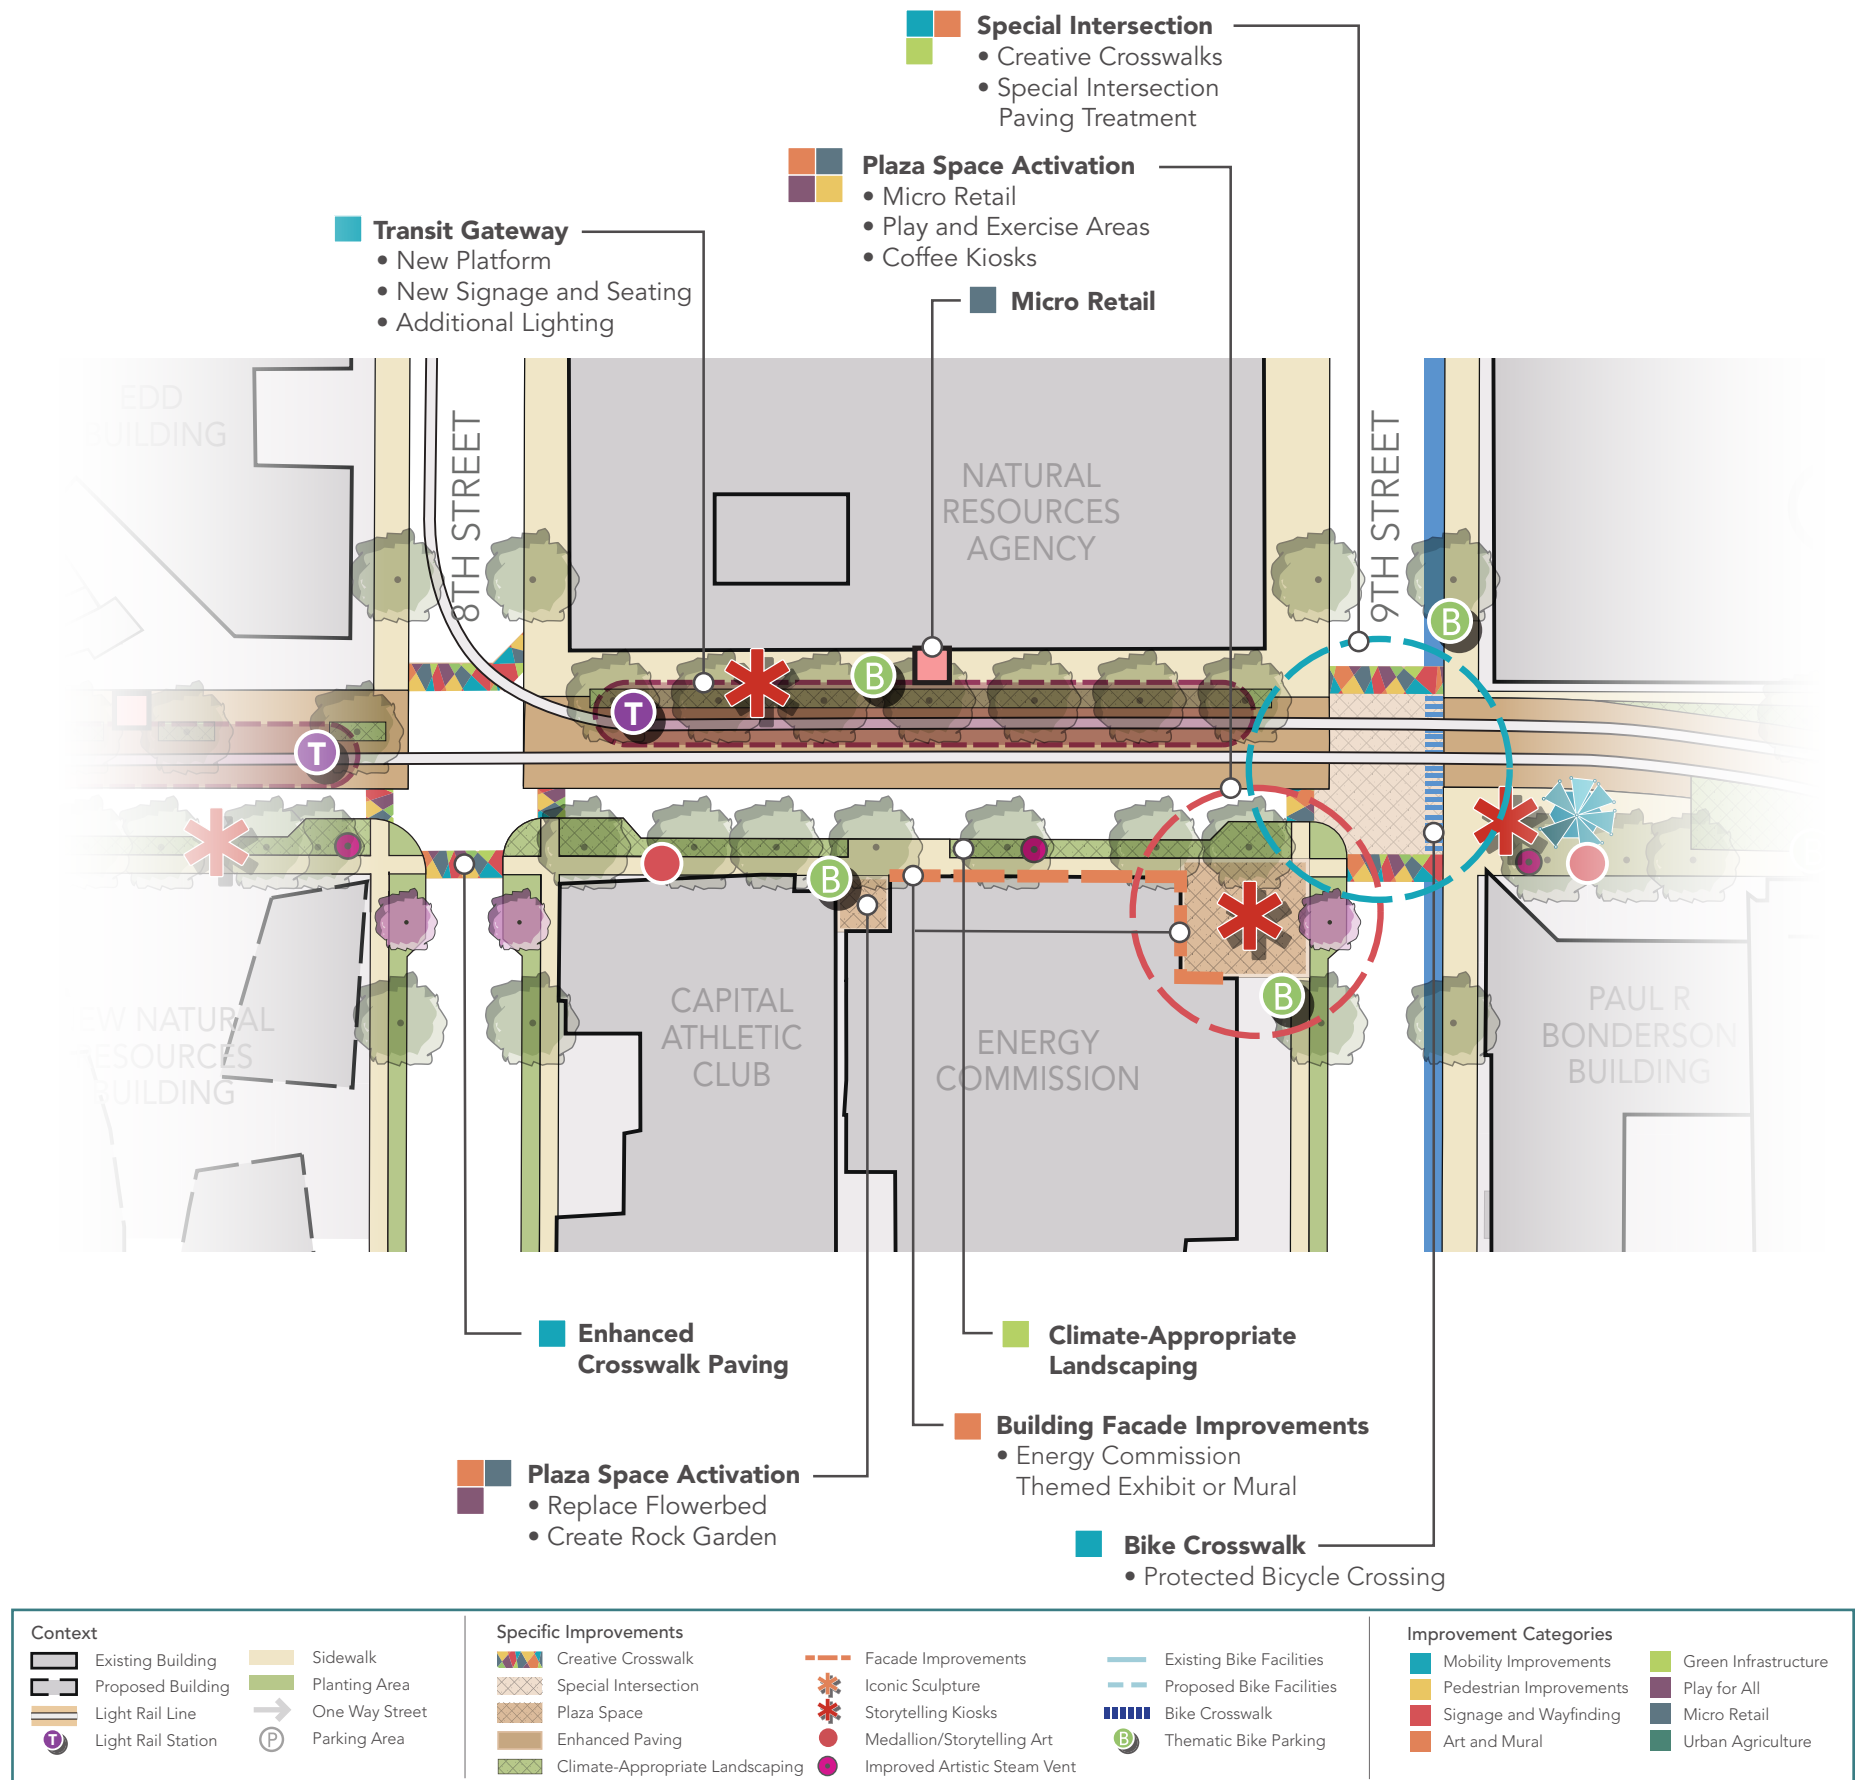 Special Intersection
• Creative Crosswalks
• Special Intersection
Paving Treatment
Plaza Space Activation
• Micro Retail
• Play and Exercise Areas
• Coffee Kiosks
Transit Gateway
• New Platform
• New Signage and Seating
• Additional Lighting
Micro Retail
EDD
BUILDING
8TH STREET
NATURAL
RESOURCES
AGENCY
9TH STREET
B
B
T
T
B
B
NEW NATURAL
RESOURCES
BUILDING
CAPITAL
ATHLETIC
CLUB
ENERGY
COMMISSION
PAUL R
BONDERSON
BUILDING
Enhanced
Crosswalk Paving
Climate-Appropriate
Landscaping
Building Facade Improvements
• Energy Commission
Themed Exhibit or Mural
Plaza Space Activation
• Replace Flowerbed
• Create Rock Garden
Bike Crosswalk
• Protected Bicycle Crossing
Context
Existing Building
Proposed Building
Light Rail Line
T Light Rail Station
Sidewalk
Planting Area
One Way Street
P Parking Area
Specific Improvements
Creative Crosswalk
Special Intersection
Plaza Space
Enhanced Paving
Climate-Appropriate Landscaping
Facade Improvements
Iconic Sculpture
Storytelling Kiosks
Medallion/Storytelling Art
Improved Artistic Steam Vent
Existing Bike Facilities
Proposed Bike Facilities
Bike Crosswalk
B Thematic Bike Parking
Improvement Categories
Mobility Improvements
Pedestrian Improvements
Signage and Wayfinding
Art and Mural
Green Infrastructure
Play for All
Micro Retail
Urban Agriculture